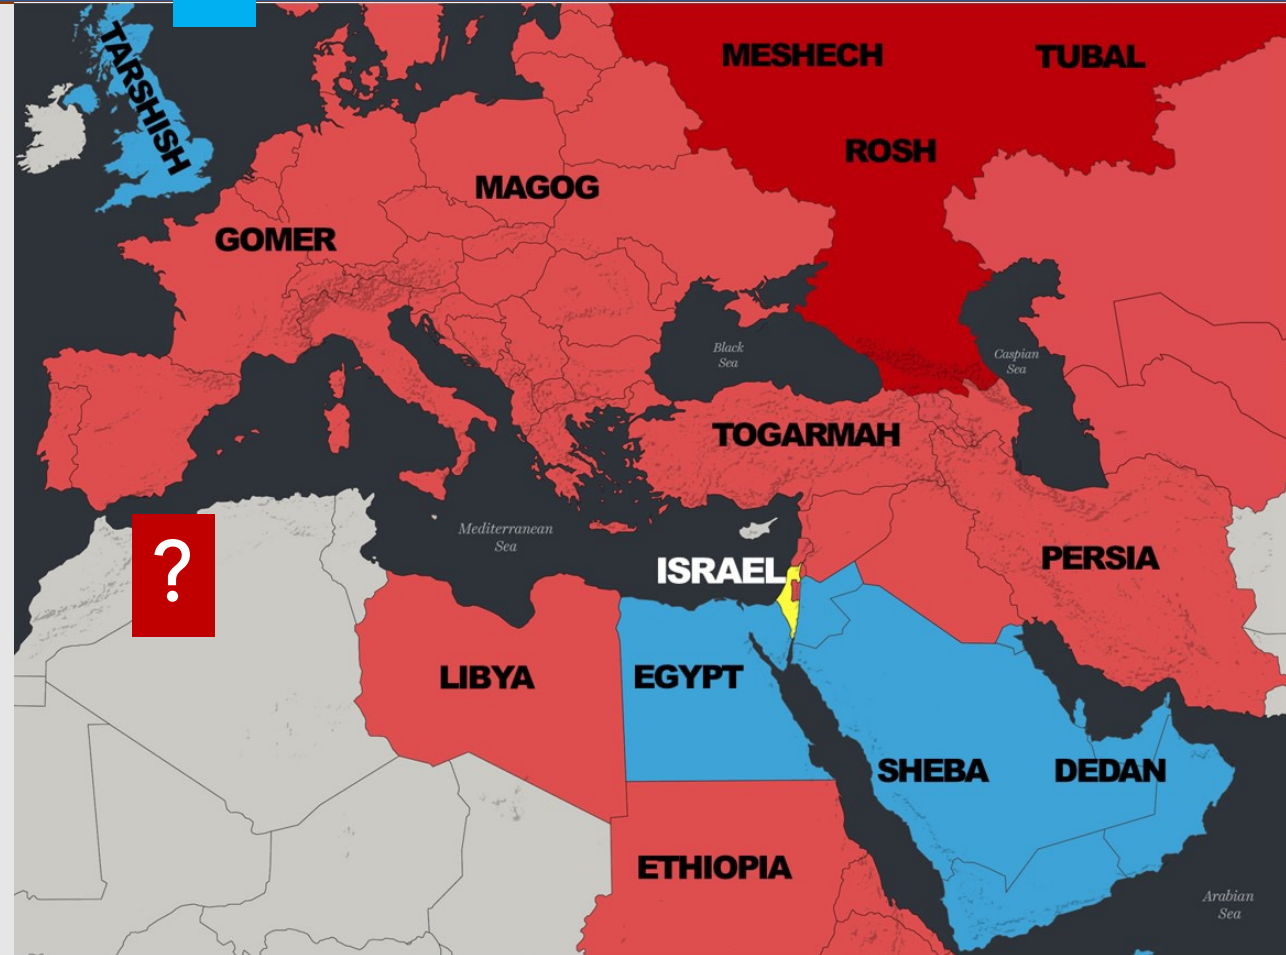 TARSHISH
MESHECH
TUBAL
ROSH
MAGOG
GOMER
Black
Sea
Caspian
Sea
TOGARMAH
Mediterranean
Sea
?
ISRAEL
PERSIA
LIBYA
EGYPT
SHEBA
DEDAN
ETHIOPIA
Arabian
Sea